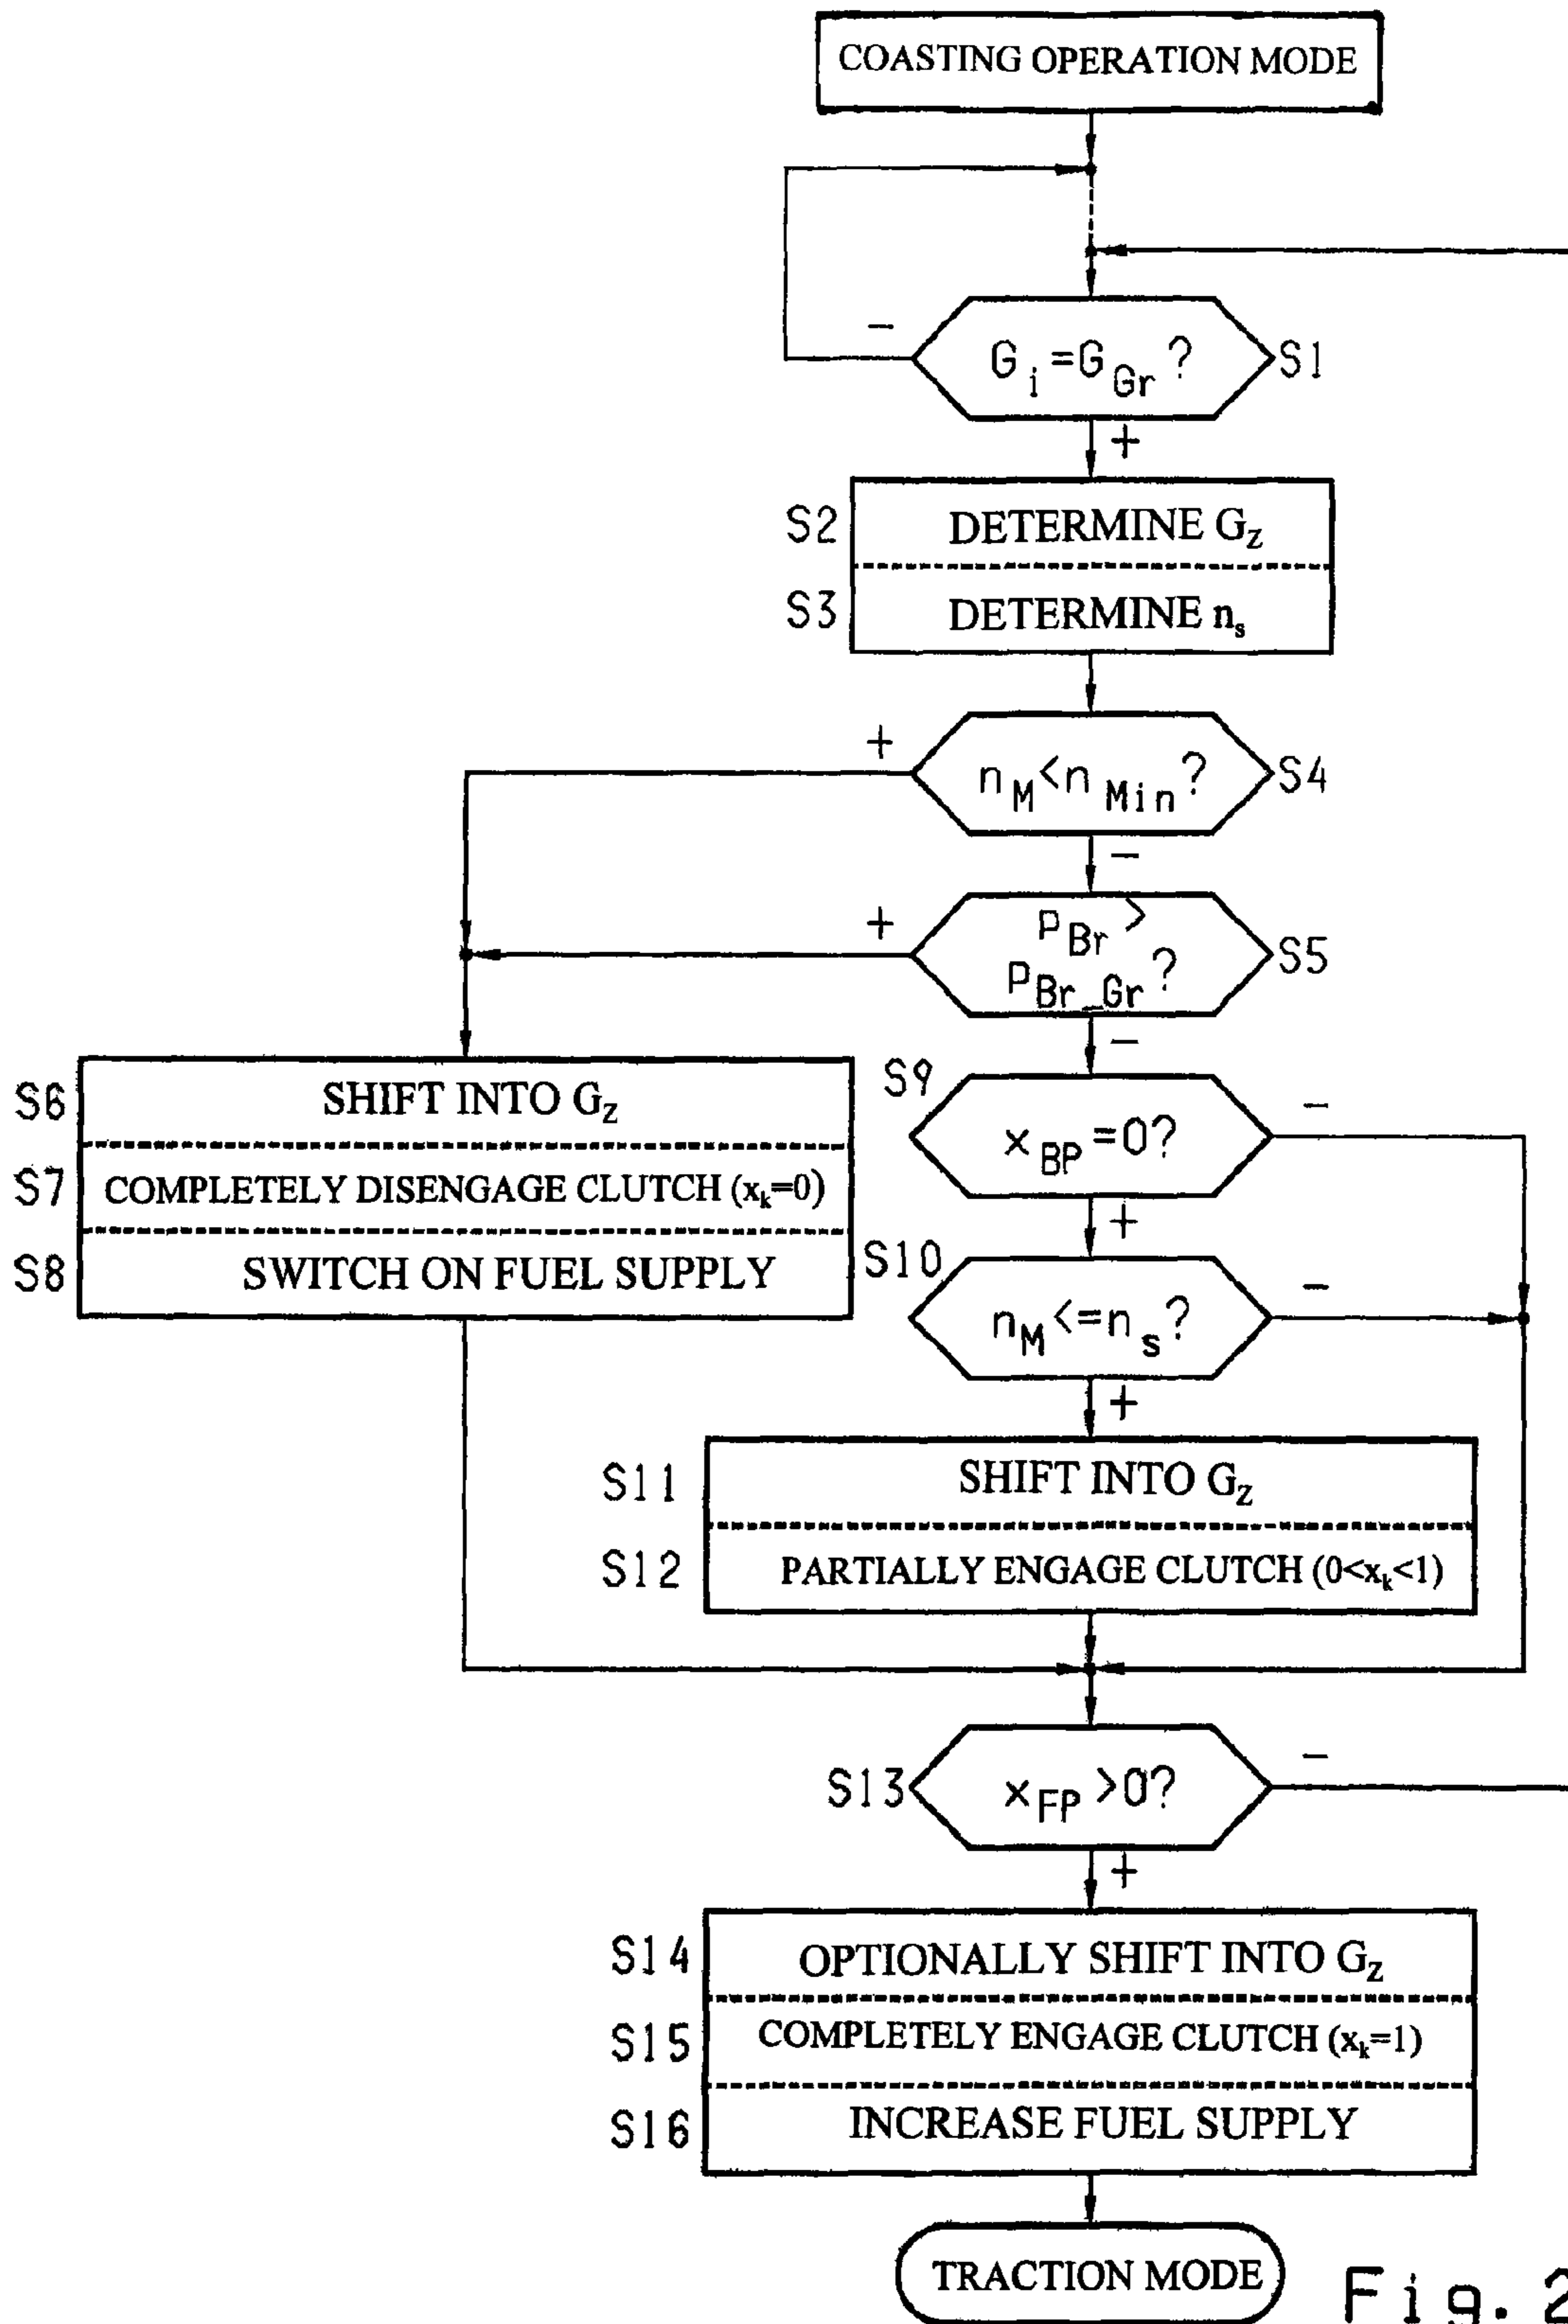 COASTING OPERATION MODE
-
G_i=G_Gr? S1
+
S2 DETERMINE G_Z
S3 DETERMINE n_s
+
n_M<n_Min? S4
-
+
p_Br>
p_Br_Gr? S5
-
S9
x_BP=0?
-
+
S6 SHIFT INTO G_Z
S7 COMPLETELY DISENGAGE CLUTCH (x_k=0)
S8 SWITCH ON FUEL SUPPLY
S10
n_M<=n_s?
-
+
S11 SHIFT INTO G_Z
S12 PARTIALLY ENGAGE CLUTCH (0<x_k<1)
S13 x_FP>0?
-
+
S14 OPTIONALLY SHIFT INTO G_Z
S15 COMPLETELY ENGAGE CLUTCH (x_k=1)
S16 INCREASE FUEL SUPPLY
TRACTION MODE
Fig. 2